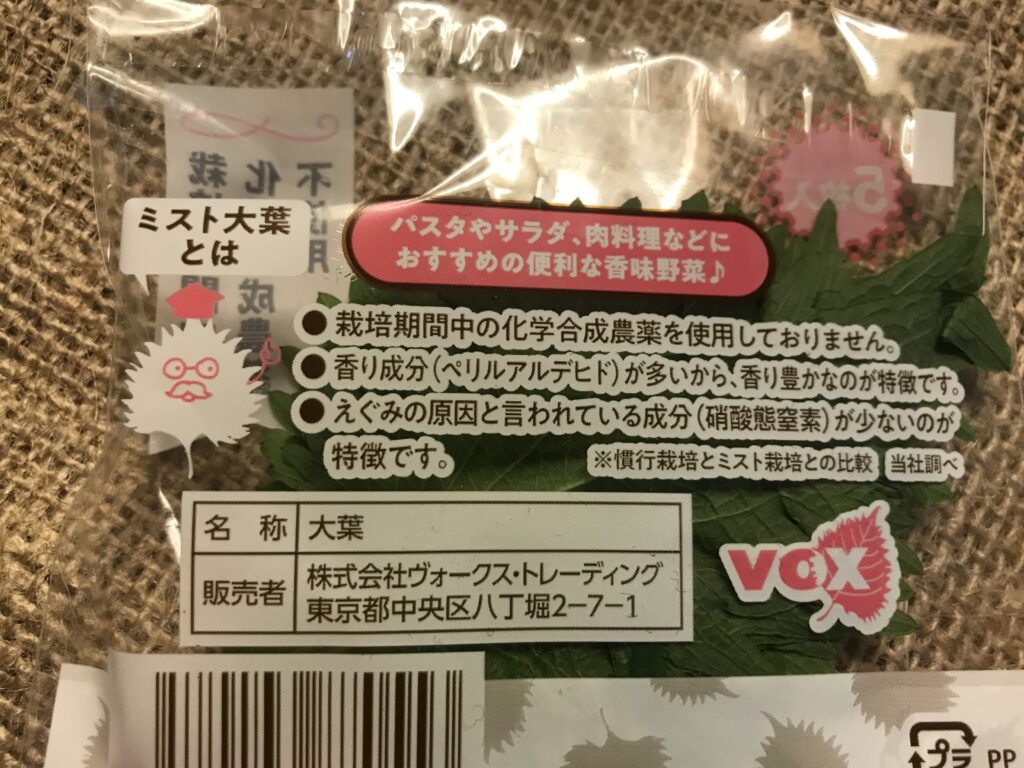 5枚入
ミスト大葉
とは
パスタやサラダ、肉料理などに
おすすめの便利な香味野菜♪
●栽培期間中の化学合成農薬を使用しておりません。
●香り成分(ペリルアルデヒド)が多いから、香り豊かなのが特徴です。
●えぐみの原因と言われている成分(硝酸態窒素)が少ないのが
特徴です。 ※慣行栽培とミスト栽培との比較 当社調べ
名 称 大葉
販売者 株式会社ヴォークス・トレーディング
東京都中央区八丁堀2-7-1
VOX
プラ PP